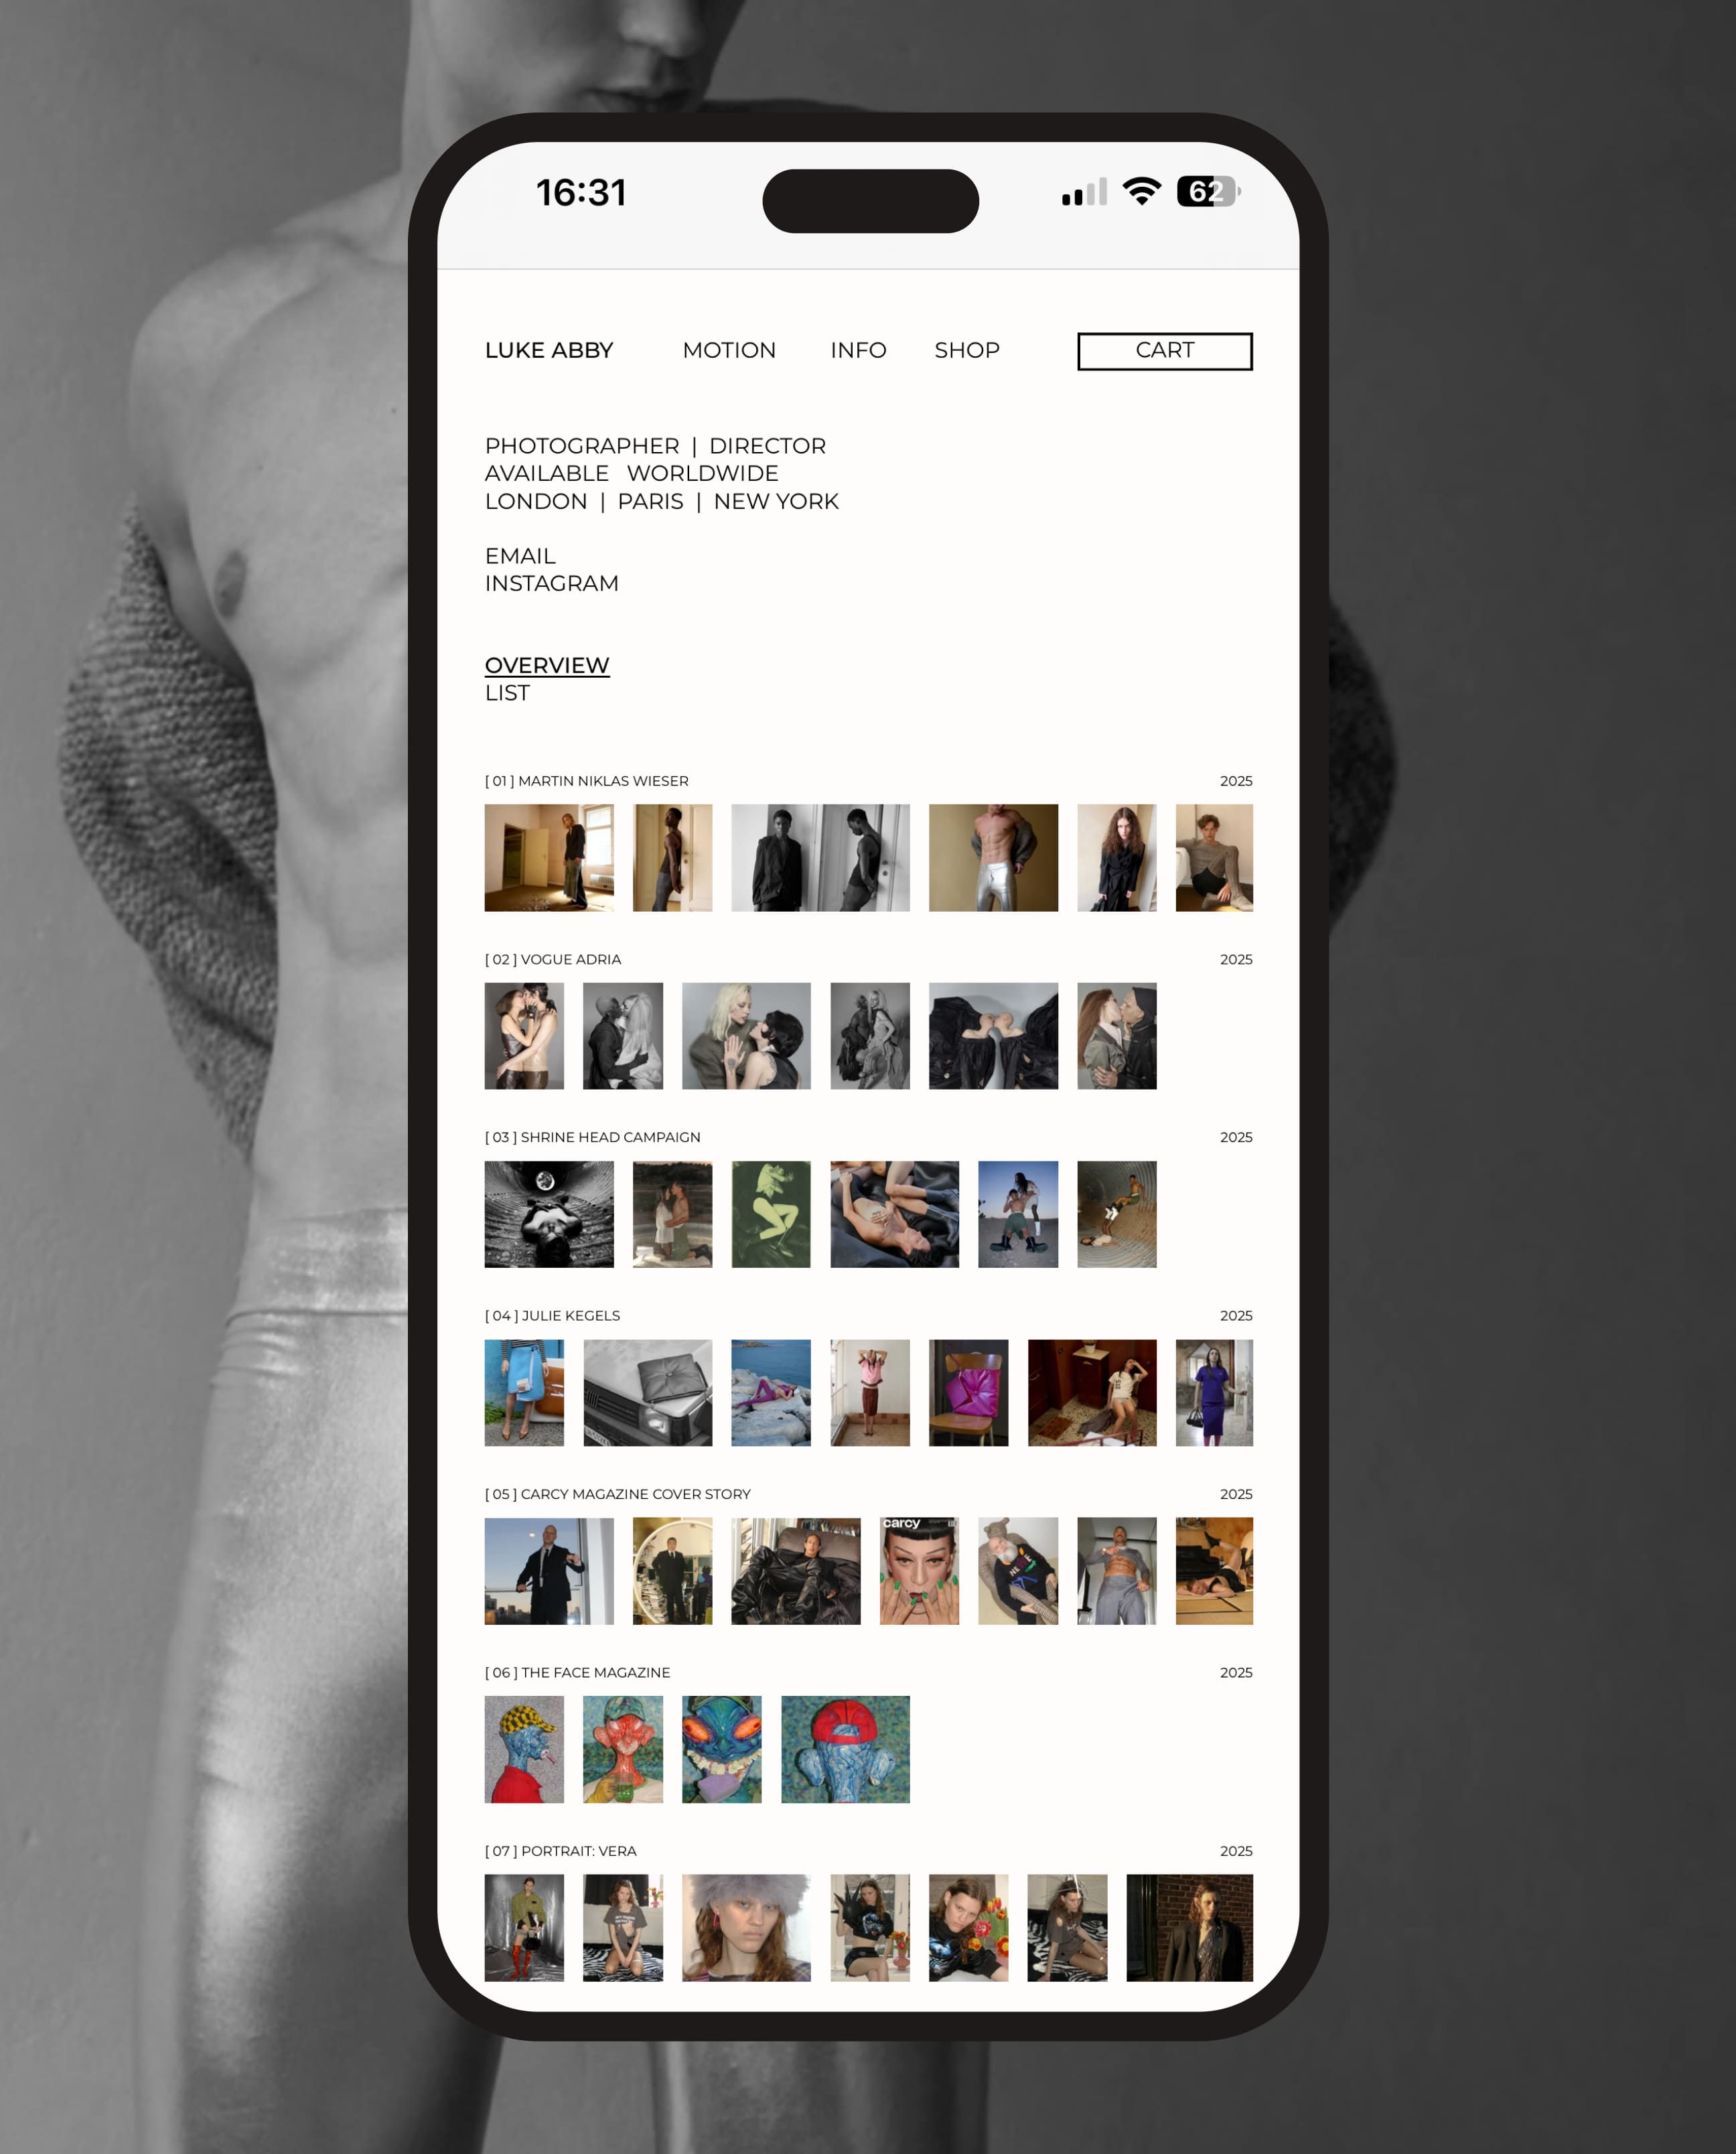 16:31
62
LUKE ABBY MOTION INFO SHOP CART
PHOTOGRAPHER | DIRECTOR
AVAILABLE WORLDWIDE
LONDON | PARIS | NEW YORK
EMAIL
INSTAGRAM
OVERVIEW
LIST
[ 01 ] MARTIN NIKLAS WIESER 2025
[ 02 ] VOGUE ADRIA 2025
[ 03 ] SHRINE HEAD CAMPAIGN 2025
[ 04 ] JULIE KEGELS 2025
[ 05 ] CARCY MAGAZINE COVER STORY 2025
carcy
[ 06 ] THE FACE MAGAZINE 2025
[ 07 ] PORTRAIT: VERA 2025